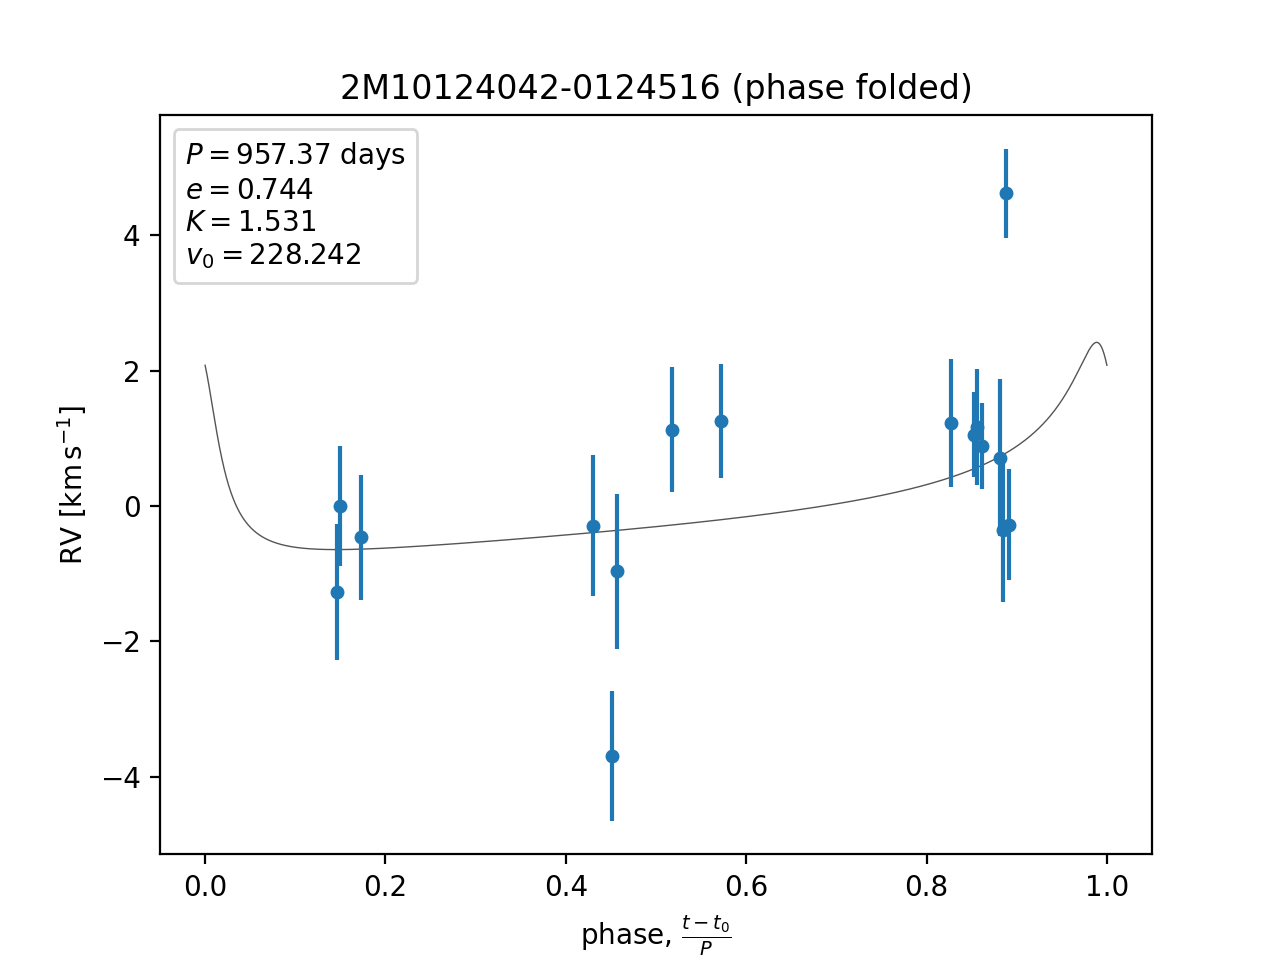 2M10124042-0124516 (phase folded)
P = 957.37 days
e = 0.744
K = 1.531
v₀ = 228.242
RV [km s⁻¹]
4
2
0
−2
−4
0.0 0.2 0.4 0.6 0.8 1.0
phase, (t − t₀)/P